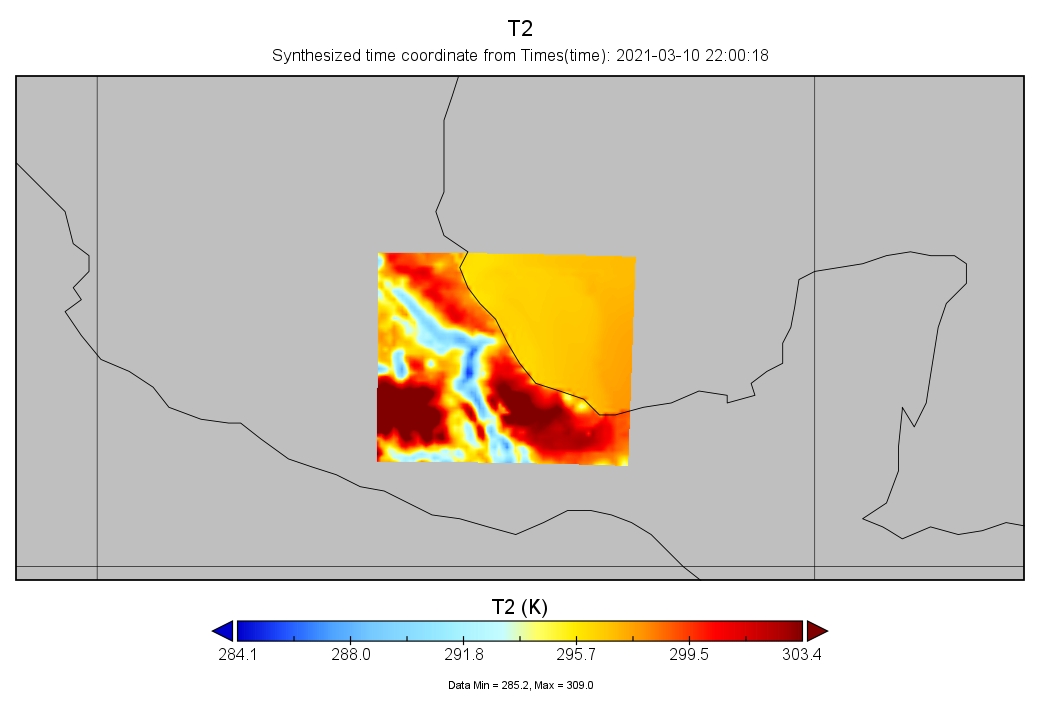 T2
Synthesized time coordinate from Times(time): 2021-03-10 22:00:18
T2 (K)
284.1 288.0 291.8 295.7 299.5 303.4
Data Min = 285.2, Max = 309.0